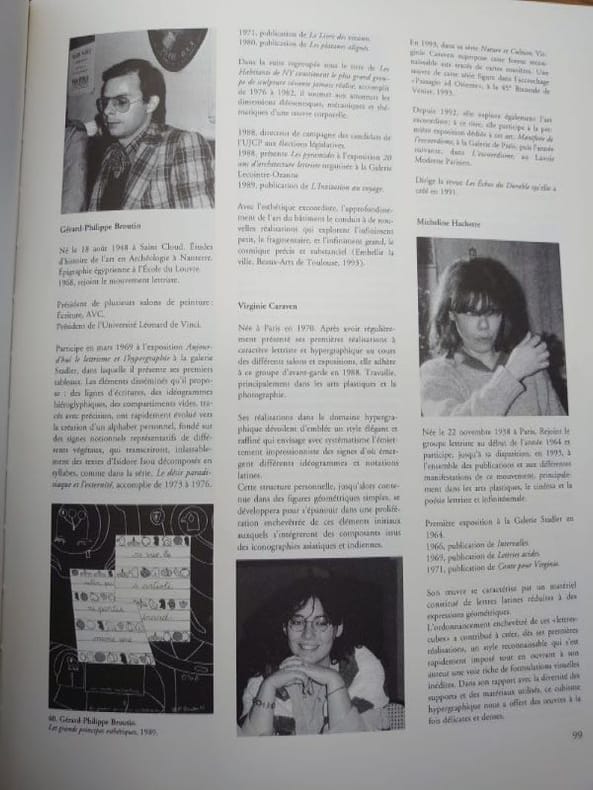 Gérard-Philippe Broutin
Né le 18 août 1948 à Saint Cloud. Études
d'histoire de l'art en Archéologie à Nanterre.
Épigraphie égyptienne à l'École du Louvre.
1968, rejoint le mouvement lettriste.
Président de plusieurs salons de peinture :
Écriture, AVC.
Président de l'Université Léonard de Vinci.
Participe en mars 1969 à l'exposition Aujour-
d'hui le lettrisme et l'hypergraphie à la galerie
Stadler, dans laquelle il présente ses premiers
tableaux. Les éléments disséminés qu'il propo-
se : des lignes d'écritures, des idéogrammes
hiéroglyphiques, des compartiments vides, tra-
cés avec précision, ont rapidement évolué vers
la création d'un alphabet personnel, fondé sur
des signes notionnels représentatifs de diffé-
rents végétaux, qui transcriront, inlassable-
ment des textes d'Isidore Isou décomposés en
syllabes, comme dans la série. Le désir paradi-
siaque et l'externité, accomplie de 1973 à 1976.
60. Gérard-Philippe Broutin
Les grands principes esthétiques, 1989.
1971, publication de Le Livre des oiseaux.
1980, publication de Les platanes alignés.
Dans la suite regroupée sous le titre de Les
Habitants de NY constituent le plus grand grou-
pe de sculpture vivante jamais réalisé, accomplie
de 1976 à 1982, il soumet aux amateurs les
dimensions éléments, mécaniques et thé-
matiques d'une œuvre corporelle.
1988, directeur de campagne des candidats de
l'UJCP aux élections législatives.
1988, présente Les pyramides à l'exposition 20
ans d'architecture lettriste organisée à la Galerie
Lecointre-Ozanne
1989, publication de L'Initiation au voyage.
Avec l'esthétique excoordiste, l'approfondisse-
ment de l'art du bâtiment le conduit à de nou-
velles réalisations qui explorent l'infiniment
petit, le fragmentaire, et l'infiniment grand, le
cosmique précis et substantiel (Embellir la
ville, Beaux-Arts de Toulouse, 1993).
Virginie Caraven
Née à Paris en 1970. Après avoir régulière-
ment présenté ses premières réalisations à
caractère lettriste et hypergraphique au cours
des différents salons et expositions, elle adhère
à ce groupe d'avant-garde en 1988. Travaille,
principalement dans les arts plastiques et la
photographie.
Ses réalisations dans le domaine hypergra-
phique dévoilent d'emblée un style élégant et
raffiné qui envisage avec systématisme l'émiet-
tement impressionniste des signes d'où émer-
gent différents idéogrammes et notations
latines.
Cette structure personnelle, jusqu'alors conte-
nue dans des figures géométriques simples, se
développera pour s'épanouir dans une prolifé-
ration enchevêtrée de ces éléments initiaux
auxquels s'intégreront des composants issus
des iconographies asiatiques et indiennes.
En 1993, dans sa série Nature et Culture, Vir-
ginie Caraven superpose cette forme recon-
naissable aux tracés de cartes routières. Une
œuvre de cette série figure dans l'accrochage
«Passagio ad Oriente», à la 45e Biennale de
Venise, 1993.
Depuis 1992, elle explore également l'art
excoordiste; à ce titre, elle participe à la pre-
mière exposition dédiée à cet art, Manifeste de
l'excoordisme, à la Galerie de Paris, puis l'année
suivante, dans L'excoordisme, au Lavoir
Moderne Parisien.
Dirige la revue Les Échos du Durable qu'elle a
créé en 1991.
Micheline Hachette
Née le 22 novembre 1938 à Paris. Rejoint le
groupe lettriste au début de l'année 1964 et
participe, jusqu'à sa disparition, en 1993, à
l'ensemble des publications et aux différentes
manifestations de ce mouvement, principale-
ment dans les arts plastiques, le cinéma et la
poésie lettriste et infinitésimale.
Première exposition à la Galerie Stadler en
1964.
1966, publication de Intervalles.
1969, publication de Lettries acides.
1971, publication de Conte pour Virginie.
Son œuvre se caractérise par un matériel
constitué de lettres latines réduites à des
expressions géométriques.
L'ordonnancement enchevêtré de ces «lettres-
cubes» a contribué à créer, dès ses premières
réalisations, un style reconnaissable qui s'est
rapidement imposé tout en ouvrant à son
auteur une voie riche de formulations visuelles
inédites. Dans son rapport avec la diversité des
supports et des matériaux utilisés, ce cubisme
hypergraphique nous a offert des œuvres à la
fois délicates et denses.
99